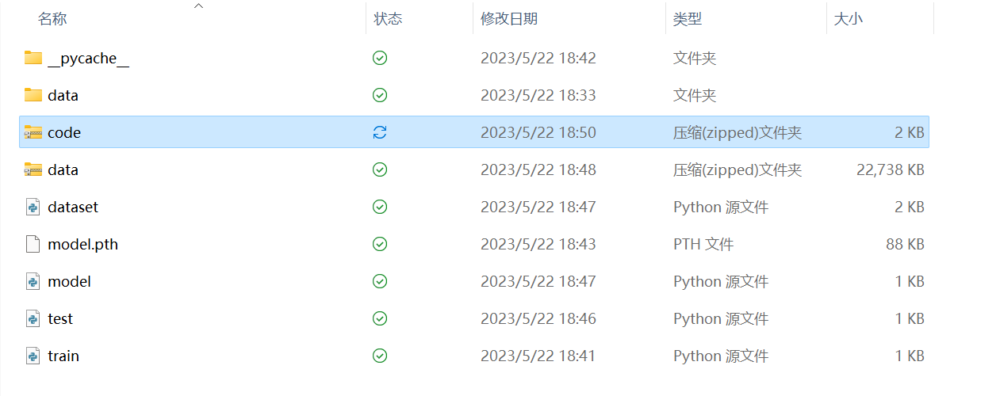 名称 状态 修改日期 类型 大小
__pycache__ 2023/5/22 18:42 文件夹
data 2023/5/22 18:33 文件夹
code 2023/5/22 18:50 压缩(zipped)文件夹 2 KB
data 2023/5/22 18:48 压缩(zipped)文件夹 22,738 KB
dataset 2023/5/22 18:47 Python 源文件 2 KB
model.pth 2023/5/22 18:43 PTH 文件 88 KB
model 2023/5/22 18:47 Python 源文件 1 KB
test 2023/5/22 18:46 Python 源文件 1 KB
train 2023/5/22 18:41 Python 源文件 1 KB